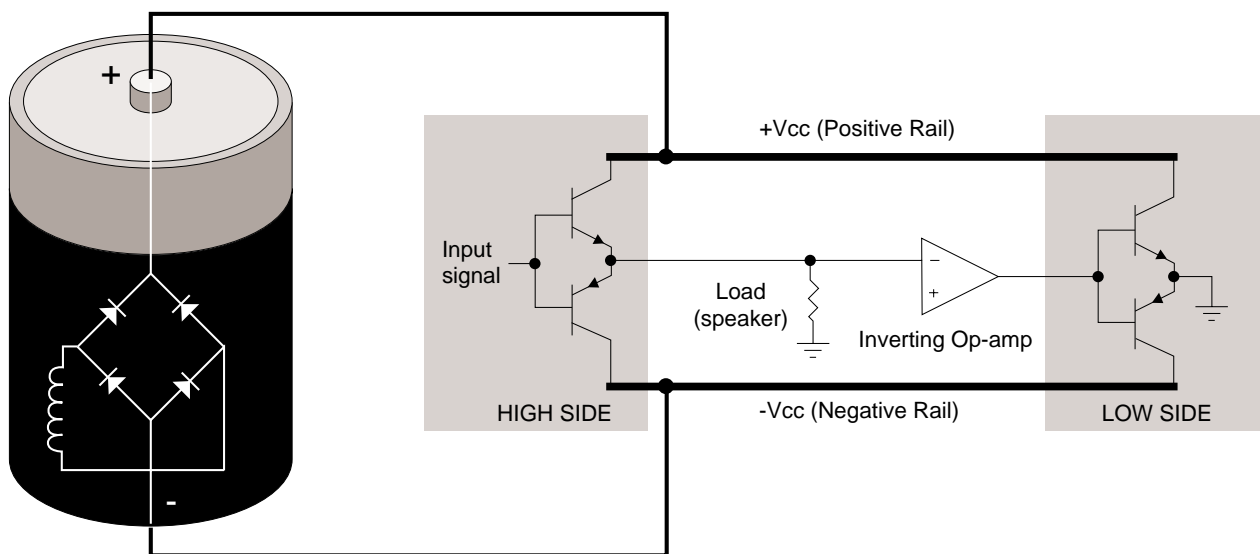 +
+Vcc (Positive Rail)
Input
signal
−
+
Load
(speaker)
Inverting Op-amp
HIGH SIDE
-Vcc (Negative Rail)
LOW SIDE
-